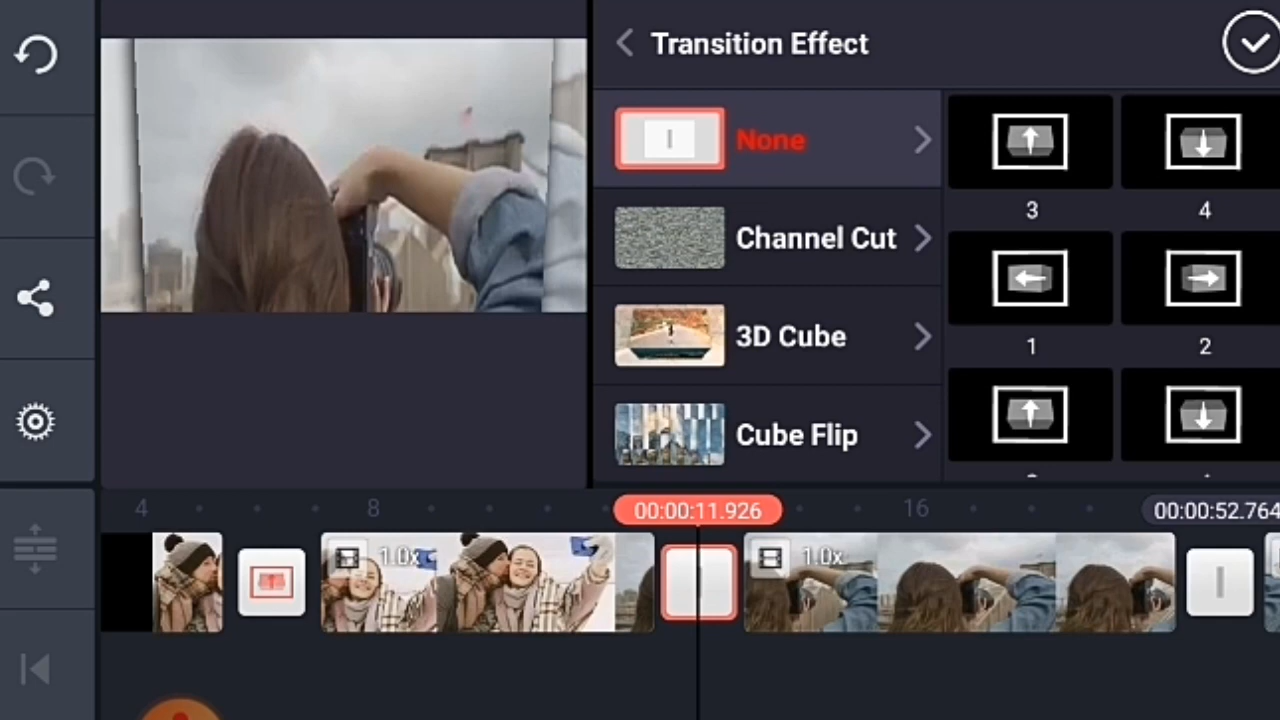 Transition Effect
None
Channel Cut
3D Cube
Cube Flip
3
4
1
2
4
8
00:00:11.926
16
00:00:52.764
1.0x
1.0x